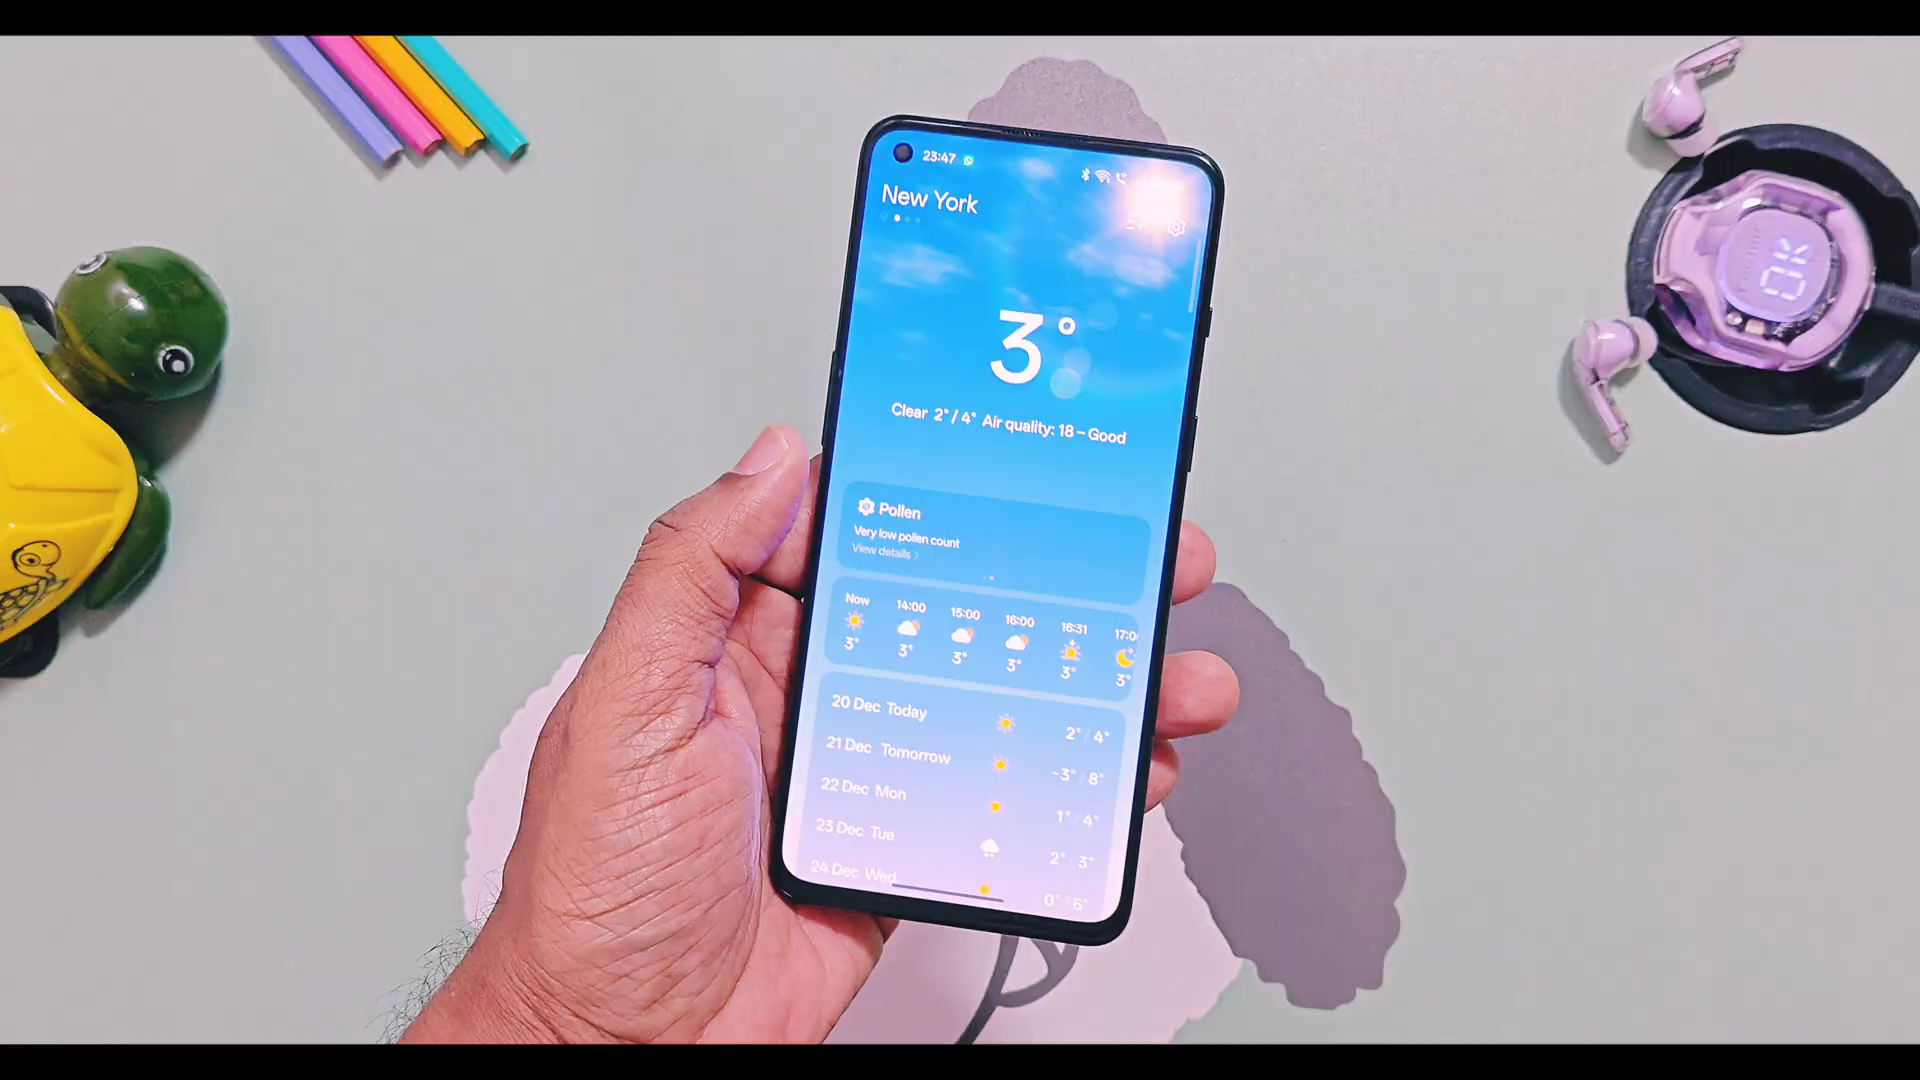 23:47
New York
3°
Clear 2° / 4° Air quality: 18 – Good
Pollen
Very low pollen count
View details >
Now 14:00 15:00 16:00 16:31 17:00
3° 3° 3° 3° 3° 3°
20 Dec Today 2° / 4°
21 Dec Tomorrow -3° / 8°
22 Dec Mon 1° 4°
23 Dec Tue 2° 3°
24 Dec Wed 0° 6°
OK